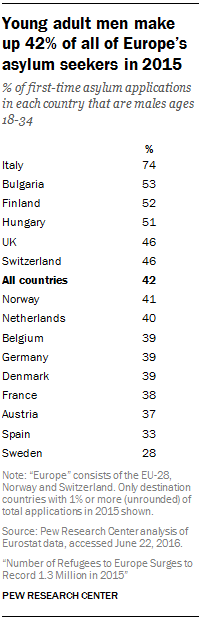 Young adult men make
up 42% of all of Europe's
asylum seekers in 2015
% of first-time asylum applications
in each country that are males ages
18-34
%
Italy 74
Bulgaria 53
Finland 52
Hungary 51
UK 46
Switzerland 46
All countries 42
Norway 41
Netherlands 40
Belgium 39
Germany 39
Denmark 39
France 38
Austria 37
Spain 33
Sweden 28
Note: "Europe" consists of the EU-28,
Norway and Switzerland. Only destination
countries with 1% or more (unrounded) of
total applications in 2015 shown.
Source: Pew Research Center analysis of
Eurostat data, accessed June 22, 2016.
"Number of Refugees to Europe Surges to
Record 1.3 Million in 2015"
PEW RESEARCH CENTER